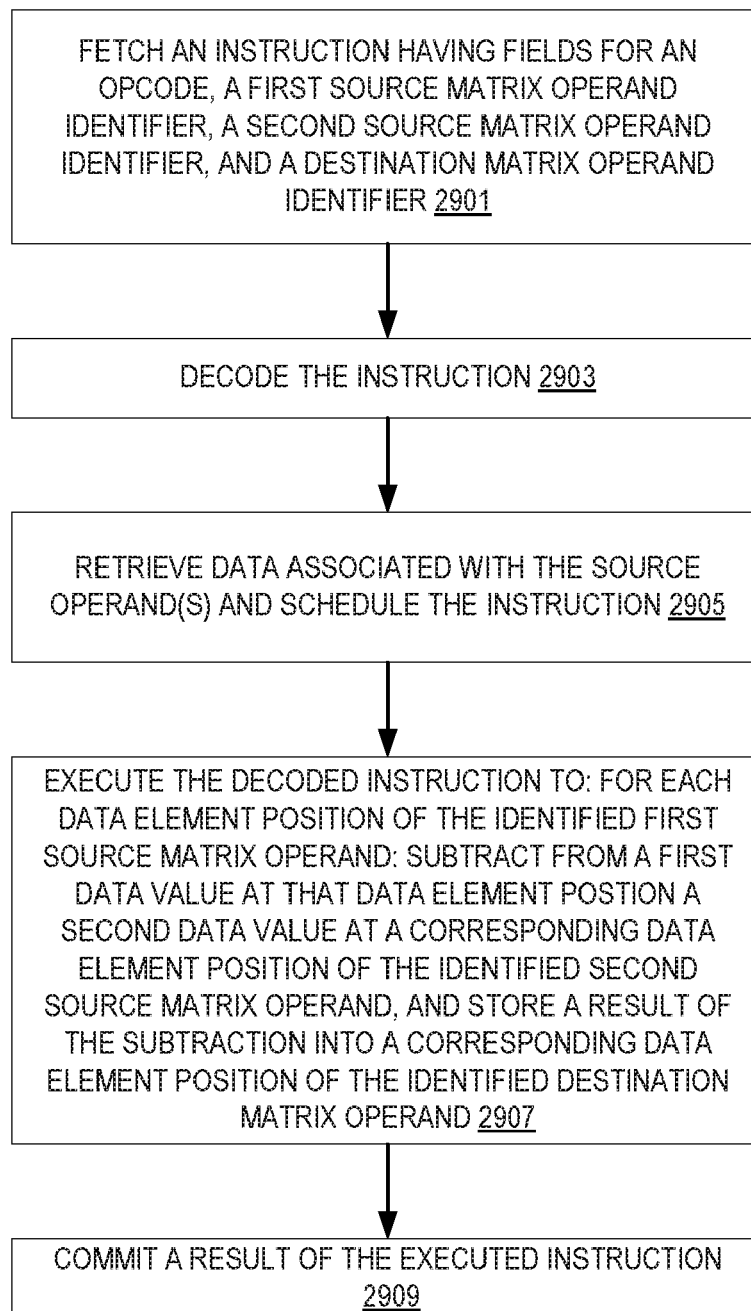 FETCH AN INSTRUCTION HAVING FIELDS FOR AN
OPCODE, A FIRST SOURCE MATRIX OPERAND
IDENTIFIER, A SECOND SOURCE MATRIX OPERAND
IDENTIFIER, AND A DESTINATION MATRIX OPERAND
IDENTIFIER 2901
DECODE THE INSTRUCTION 2903
RETRIEVE DATA ASSOCIATED WITH THE SOURCE
OPERAND(S) AND SCHEDULE THE INSTRUCTION 2905
EXECUTE THE DECODED INSTRUCTION TO: FOR EACH
DATA ELEMENT POSITION OF THE IDENTIFIED FIRST
SOURCE MATRIX OPERAND: SUBTRACT FROM A FIRST
DATA VALUE AT THAT DATA ELEMENT POSTION A
SECOND DATA VALUE AT A CORRESPONDING DATA
ELEMENT POSITION OF THE IDENTIFIED SECOND
SOURCE MATRIX OPERAND, AND STORE A RESULT OF
THE SUBTRACTION INTO A CORRESPONDING DATA
ELEMENT POSITION OF THE IDENTIFIED DESTINATION
MATRIX OPERAND 2907
COMMIT A RESULT OF THE EXECUTED INSTRUCTION
2909